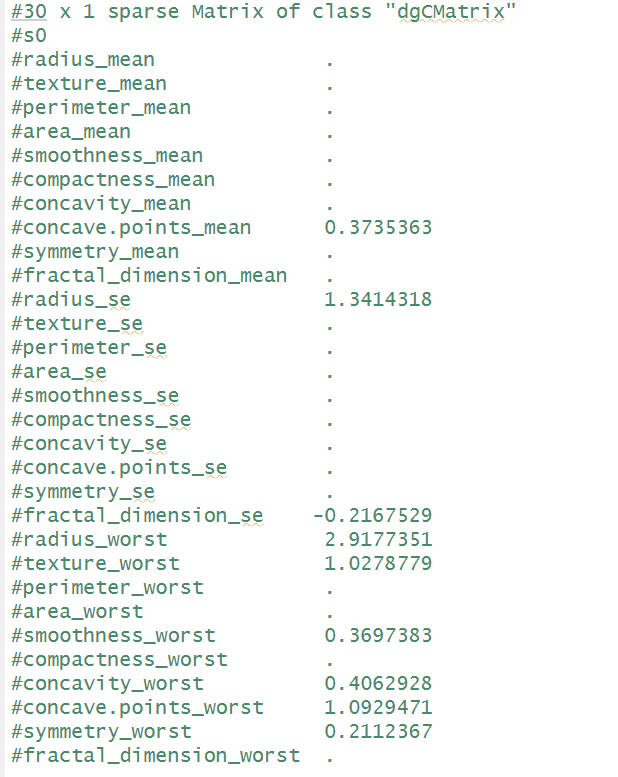 #30 x 1 sparse Matrix of class "dgCMatrix"
#s0
#radius_mean .
#texture_mean .
#perimeter_mean .
#area_mean .
#smoothness_mean .
#compactness_mean .
#concavity_mean .
#concave.points_mean 0.3735363
#symmetry_mean .
#fractal_dimension_mean .
#radius_se 1.3414318
#texture_se .
#perimeter_se .
#area_se .
#smoothness_se .
#compactness_se .
#concavity_se .
#concave.points_se .
#symmetry_se .
#fractal_dimension_se -0.2167529
#radius_worst 2.9177351
#texture_worst 1.0278779
#perimeter_worst .
#area_worst .
#smoothness_worst 0.3697383
#compactness_worst .
#concavity_worst 0.4062928
#concave.points_worst 1.0929471
#symmetry_worst 0.2112367
#fractal_dimension_worst .